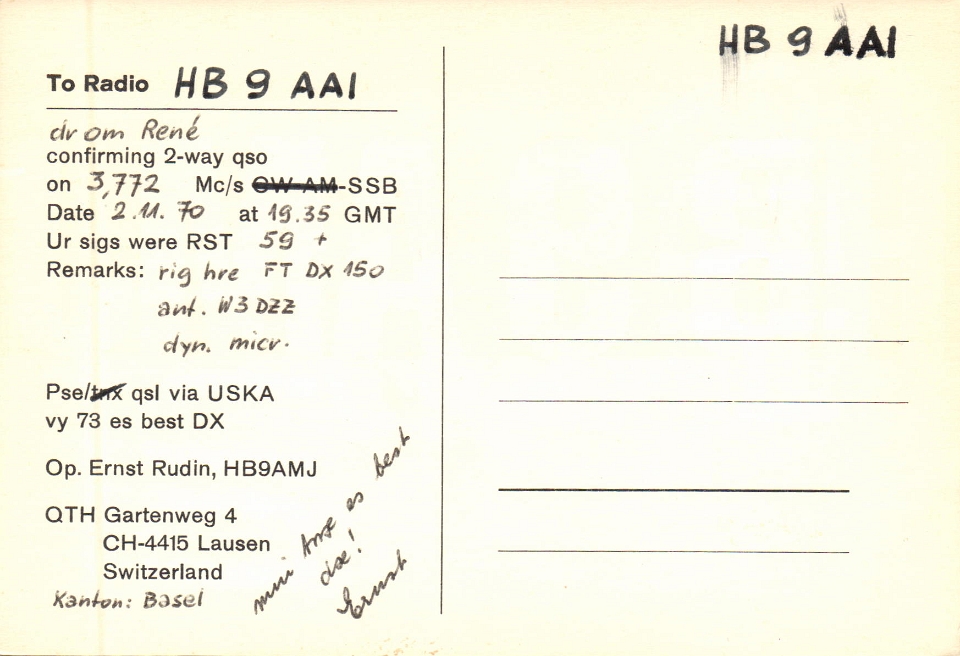 HB 9 AAI
To Radio HB 9 AAI
dr om René
confirming 2-way qso
on 3,772 Mc/s CW-AM-SSB
Date 2.11.70 at 19.35 GMT
Ur sigs were RST 59 +
Remarks: rig hre FT DX 150
ant. W3DZZ
dyn. micr.
Pse/tnx qsl via USKA
vy 73 es best DX
Op. Ernst Rudin, HB9AMJ
QTH Gartenweg 4
CH-4415 Lausen
Switzerland
Kanton: Basel
mni tnx es best
dx!
Ernst